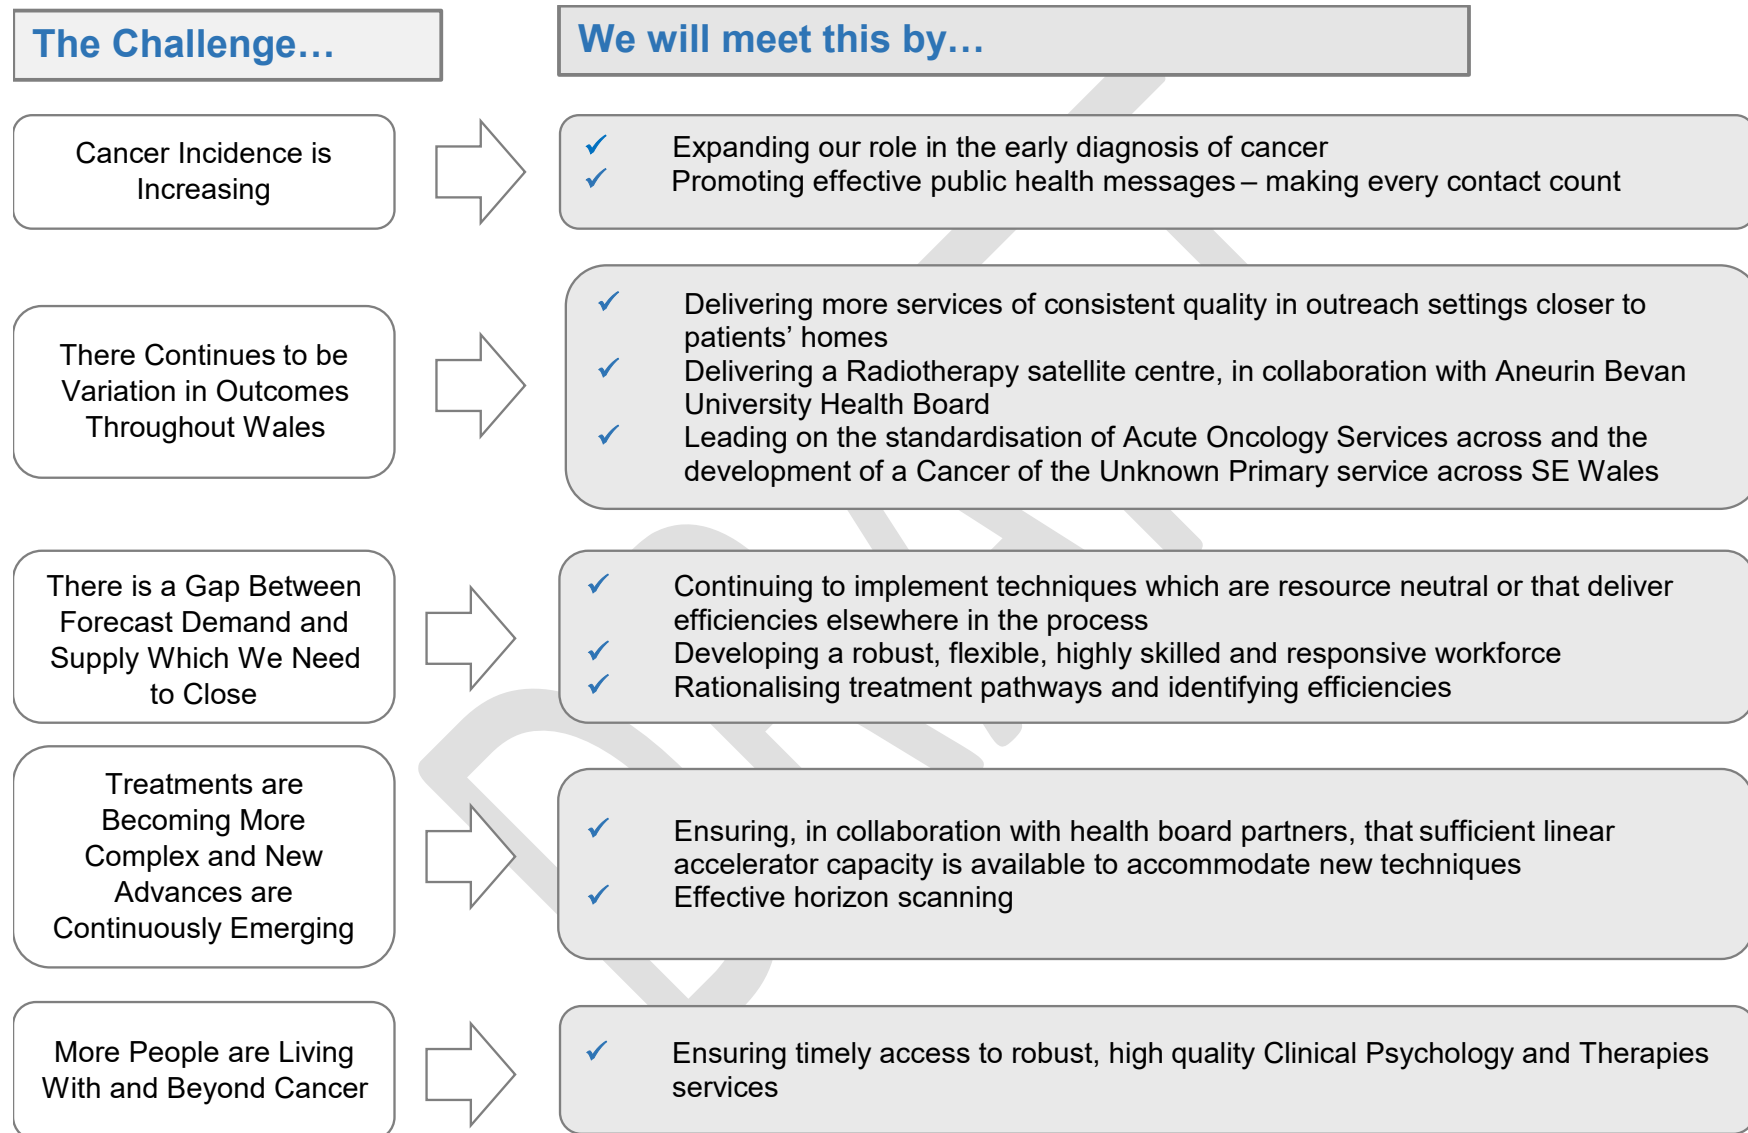 The Challenge…
We will meet this by…
Cancer Incidence is
Increasing
✓ Expanding our role in the early diagnosis of cancer
✓ Promoting effective public health messages – making every contact count
There Continues to be
Variation in Outcomes
Throughout Wales
✓ Delivering more services of consistent quality in outreach settings closer to
patients’ homes
✓ Delivering a Radiotherapy satellite centre, in collaboration with Aneurin Bevan
University Health Board
✓ Leading on the standardisation of Acute Oncology Services across and the
development of a Cancer of the Unknown Primary service across SE Wales
There is a Gap Between
Forecast Demand and
Supply Which We Need
to Close
✓ Continuing to implement techniques which are resource neutral or that deliver
efficiencies elsewhere in the process
✓ Developing a robust, flexible, highly skilled and responsive workforce
✓ Rationalising treatment pathways and identifying efficiencies
Treatments are
Becoming More
Complex and New
Advances are
Continuously Emerging
✓ Ensuring, in collaboration with health board partners, that sufficient linear
accelerator capacity is available to accommodate new techniques
✓ Effective horizon scanning
More People are Living
With and Beyond Cancer
✓ Ensuring timely access to robust, high quality Clinical Psychology and Therapies
services
DRAFT